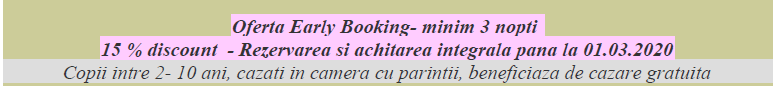 Oferta Early Booking- minim 3 nopti
15 % discount - Rezervarea si achitarea integrala pana la 01.03.2020
Copii intre 2- 10 ani, cazati in camera cu parintii, beneficiaza de cazare gratuita